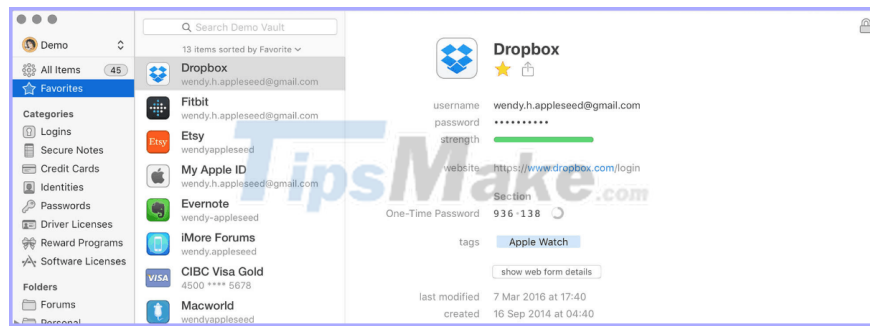 Demo
All Items 45
Favorites
Categories
Logins
Secure Notes
Credit Cards
Identities
Passwords
Driver Licenses
Reward Programs
Software Licenses
Folders
Forums
Personal
Search Demo Vault
13 items sorted by Favorite
Dropbox
wendy.h.appleseed@gmail.com
Fitbit
wendy.h.appleseed@gmail.com
Etsy
Etsy
wendyappleseed
My Apple ID
wendy.h.appleseed@gmail.com
Evernote
wendy-appleseed
iMore Forums
wendy.appleseed
VISA
CIBC Visa Gold
4500 **** 5678
Macworld
wendyappleseed
Dropbox
username wendy.h.appleseed@gmail.com
password ••••••••••
strength
website https://www.dropbox.com/login
Section
One-Time Password 936·138
tags Apple Watch
show web form details
last modified 7 Mar 2016 at 17:40
created 16 Sep 2014 at 04:40
TipsMake.com